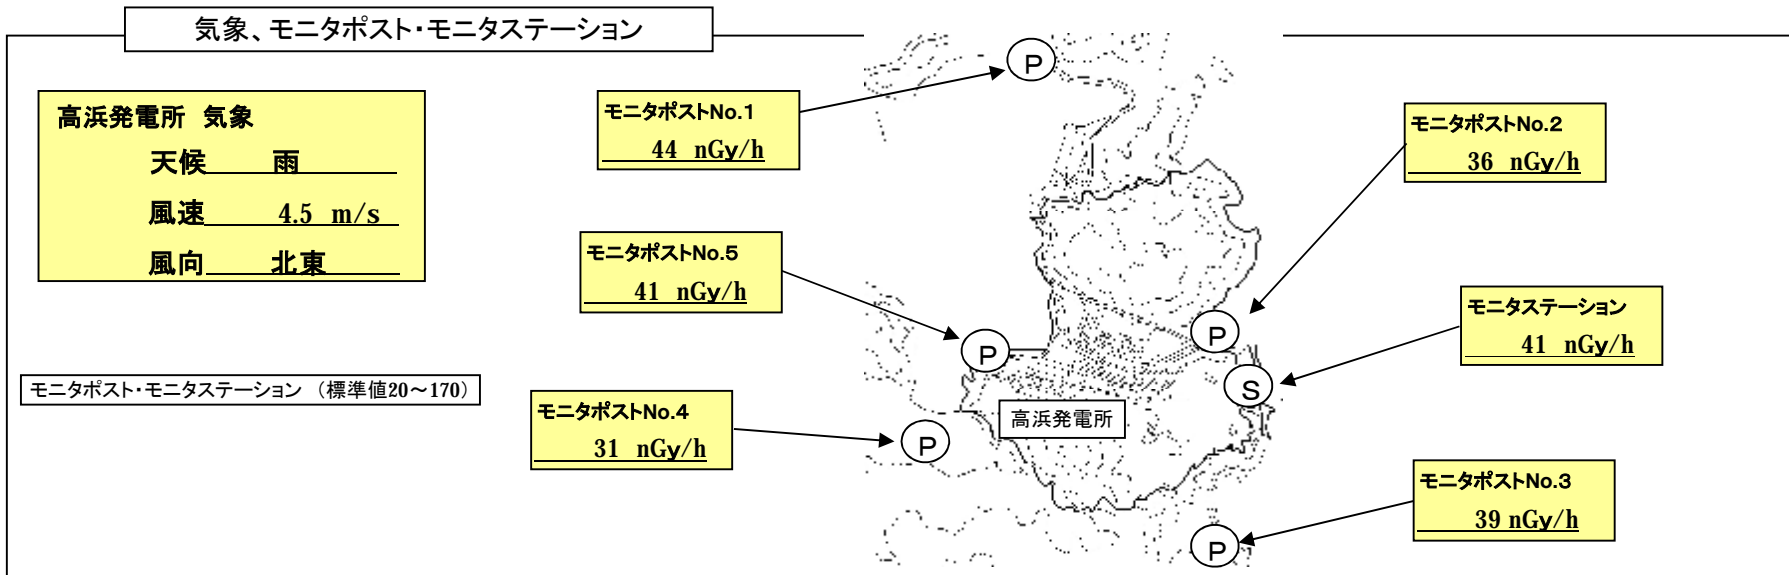 気象、モニタポスト・モニタステーション
高浜発電所 気象
天候 雨
風速 4.5 m/s
風向 北東
モニタポスト・モニタステーション (標準値20～170)
モニタポストNo.1
44 nGy/h
モニタポストNo.5
41 nGy/h
モニタポストNo.4
31 nGy/h
P
P
P
高浜発電所
P
S
P
モニタポストNo.2
36 nGy/h
モニタステーション
41 nGy/h
モニタポストNo.3
39 nGy/h